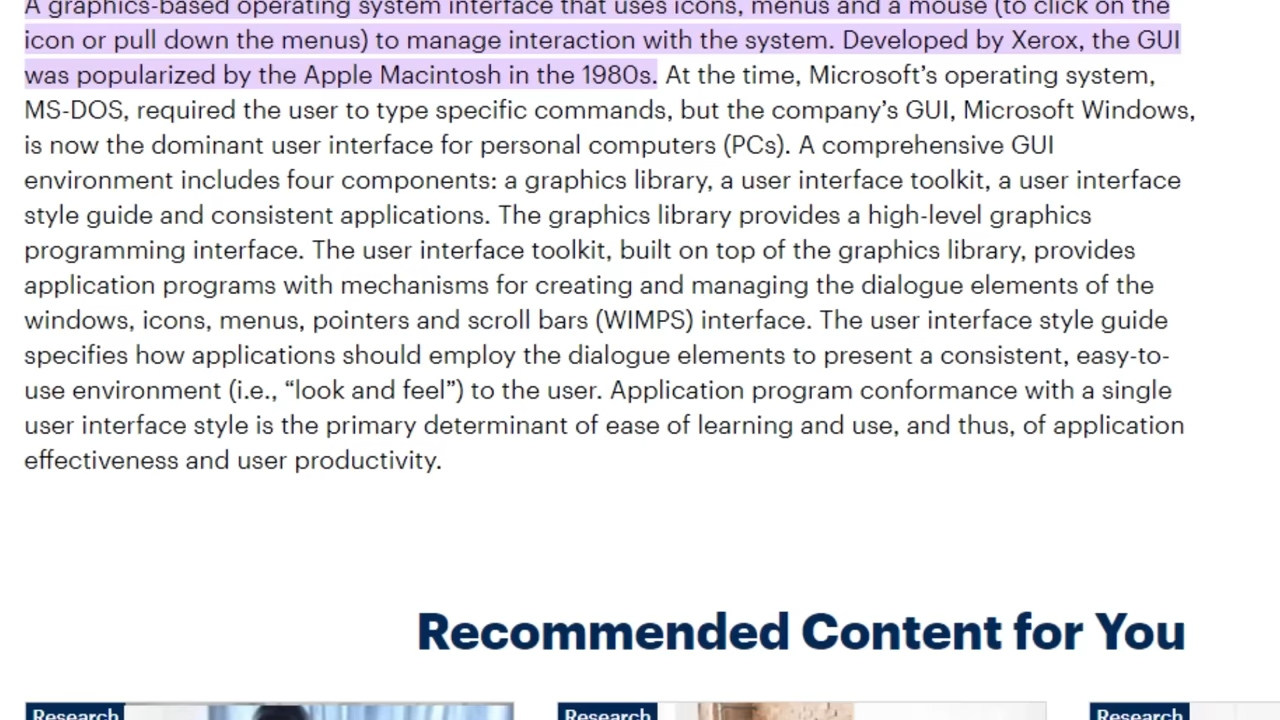 A graphics-based operating system interface that uses icons, menus and a mouse (to click on the
icon or pull down the menus) to manage interaction with the system. Developed by Xerox, the GUI
was popularized by the Apple Macintosh in the 1980s. At the time, Microsoft’s operating system,
MS-DOS, required the user to type specific commands, but the company’s GUI, Microsoft Windows,
is now the dominant user interface for personal computers (PCs). A comprehensive GUI
environment includes four components: a graphics library, a user interface toolkit, a user interface
style guide and consistent applications. The graphics library provides a high-level graphics
programming interface. The user interface toolkit, built on top of the graphics library, provides
application programs with mechanisms for creating and managing the dialogue elements of the
windows, icons, menus, pointers and scroll bars (WIMPS) interface. The user interface style guide
specifies how applications should employ the dialogue elements to present a consistent, easy-to-
use environment (i.e., “look and feel”) to the user. Application program conformance with a single
user interface style is the primary determinant of ease of learning and use, and thus, of application
effectiveness and user productivity.
Recommended Content for You
Research
Research
Research